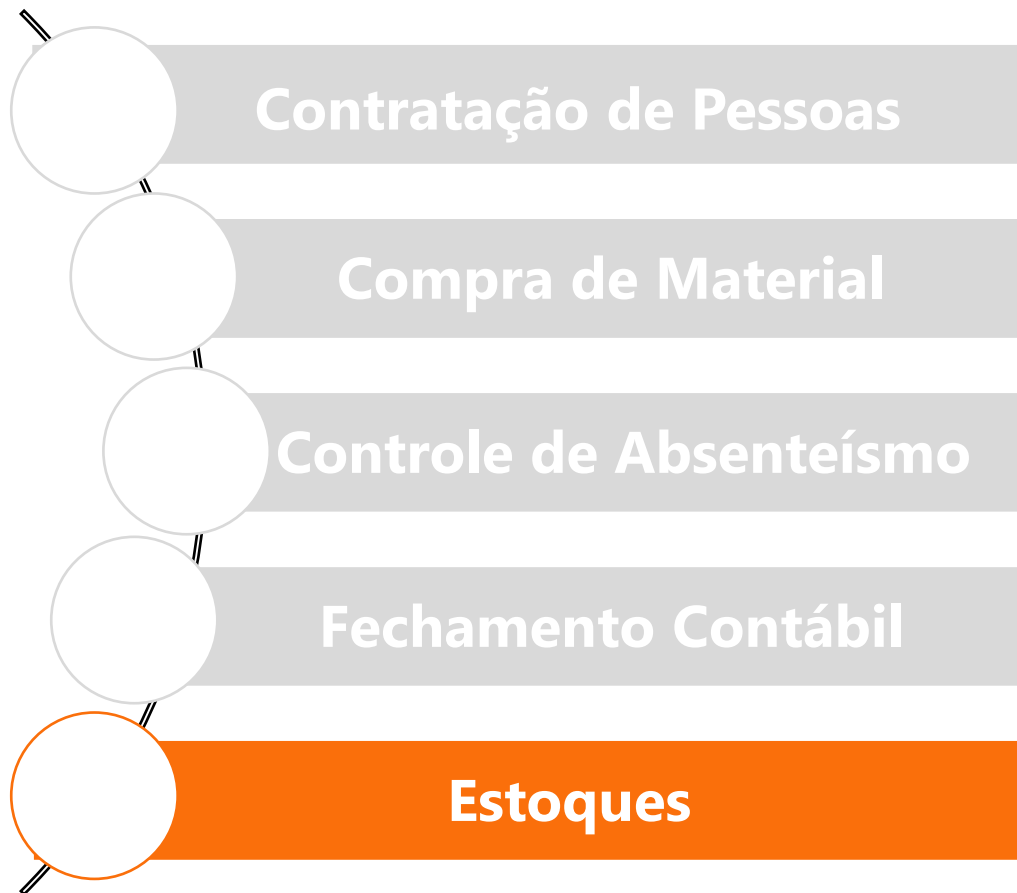 Contratação de Pessoas
Compra de Material
Controle de Absenteísmo
Fechamento Contábil
Estoques